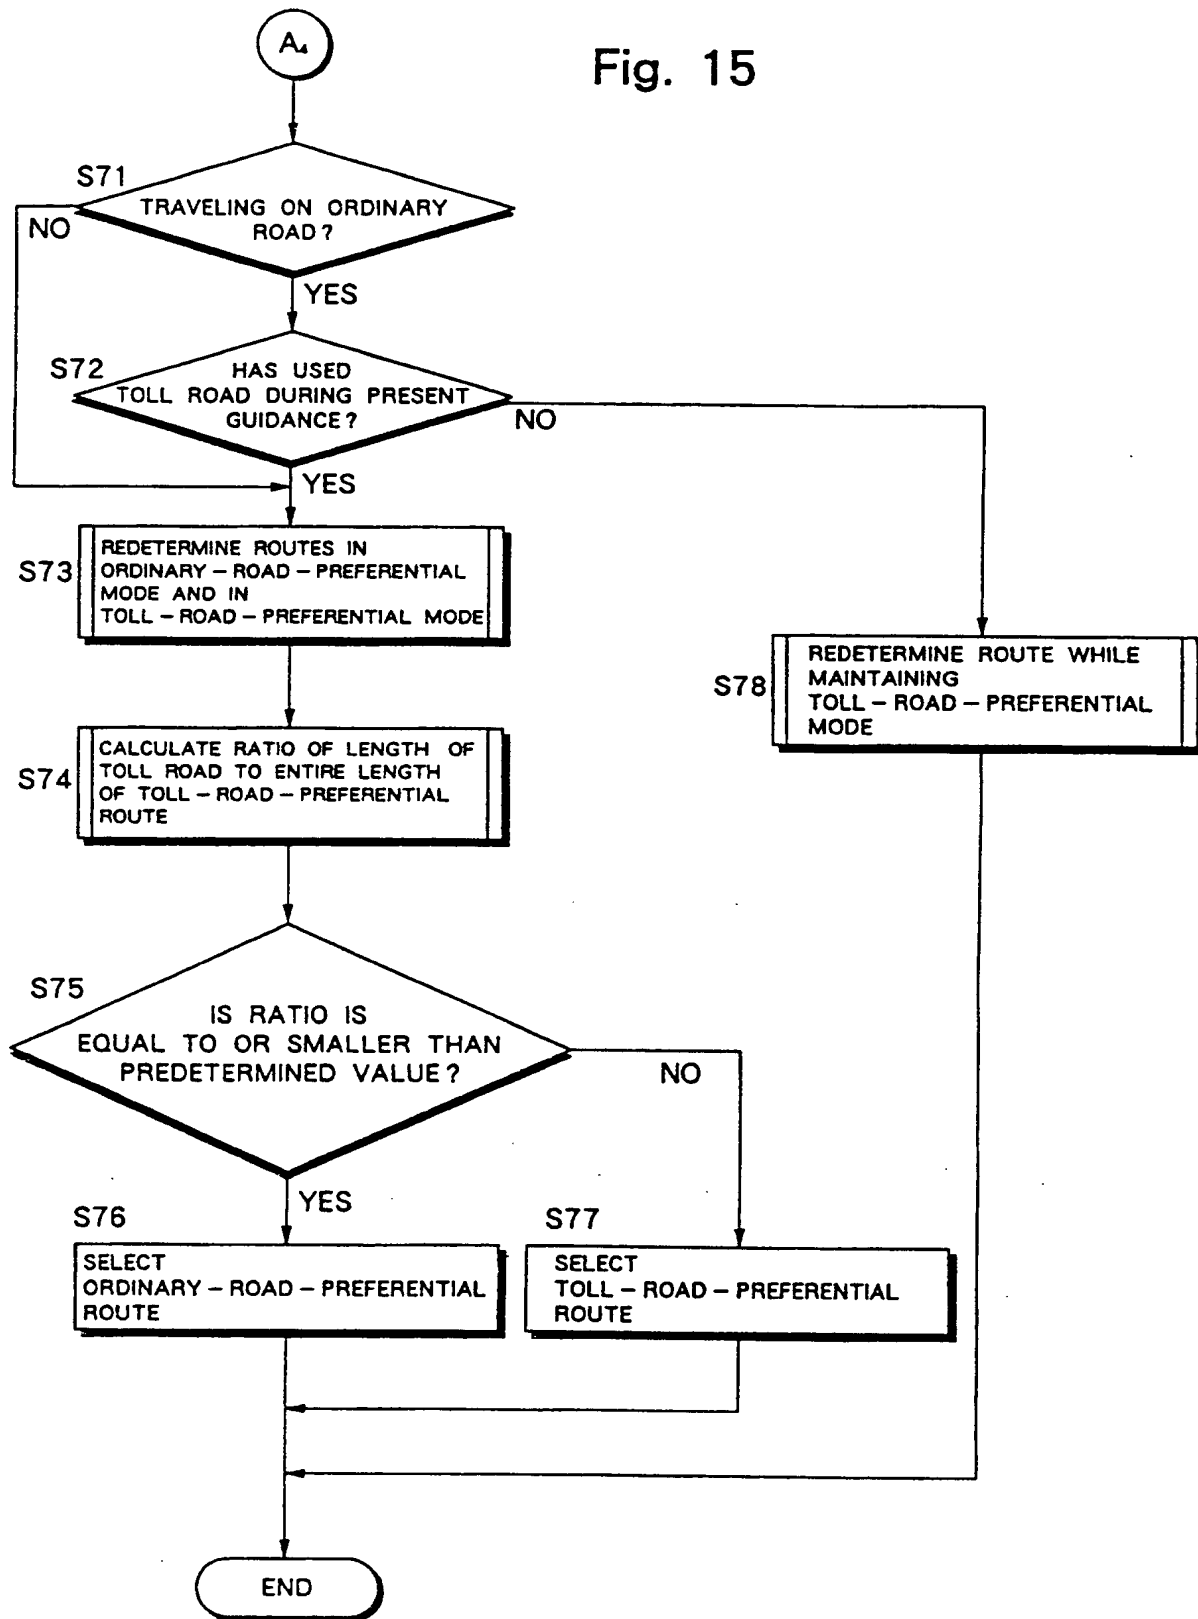 A₄
Fig. 15
S71
TRAVELING ON ORDINARY
ROAD?
NO
YES
S72
HAS USED
TOLL ROAD DURING PRESENT
GUIDANCE?
NO
YES
S73
REDETERMINE ROUTES IN
ORDINARY-ROAD-PREFERENTIAL
MODE AND IN
TOLL-ROAD-PREFERENTIAL MODE
S78
REDETERMINE ROUTE WHILE
MAINTAINING
TOLL-ROAD-PREFERENTIAL
MODE
S74
CALCULATE RATIO OF LENGTH OF
TOLL ROAD TO ENTIRE LENGTH
OF TOLL-ROAD-PREFERENTIAL
ROUTE
S75
IS RATIO IS
EQUAL TO OR SMALLER THAN
PREDETERMINED VALUE?
NO
YES
S76
SELECT
ORDINARY-ROAD-PREFERENTIAL
ROUTE
S77
SELECT
TOLL-ROAD-PREFERENTIAL
ROUTE
END